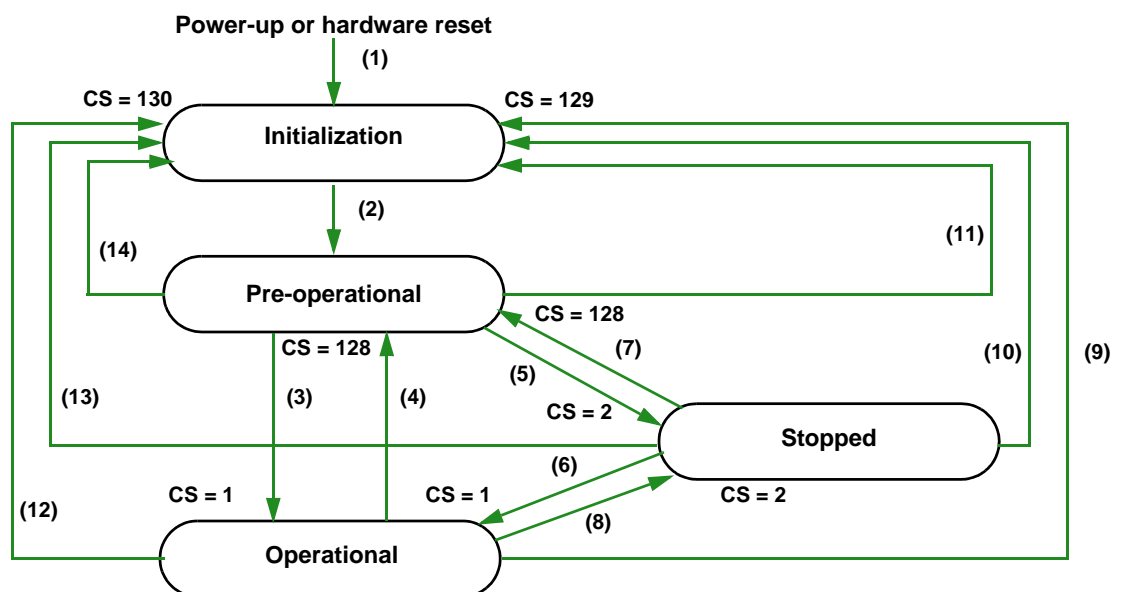 Power-up or hardware reset
(1)
CS = 130
CS = 129
Initialization
(2)
(14)
(11)
Pre-operational
CS = 128
CS = 128
(7)
(5)
(10)
(9)
(13)
(3)
(4)
CS = 2
Stopped
(6)
CS = 1
CS = 1
CS = 2
(12)
(8)
Operational